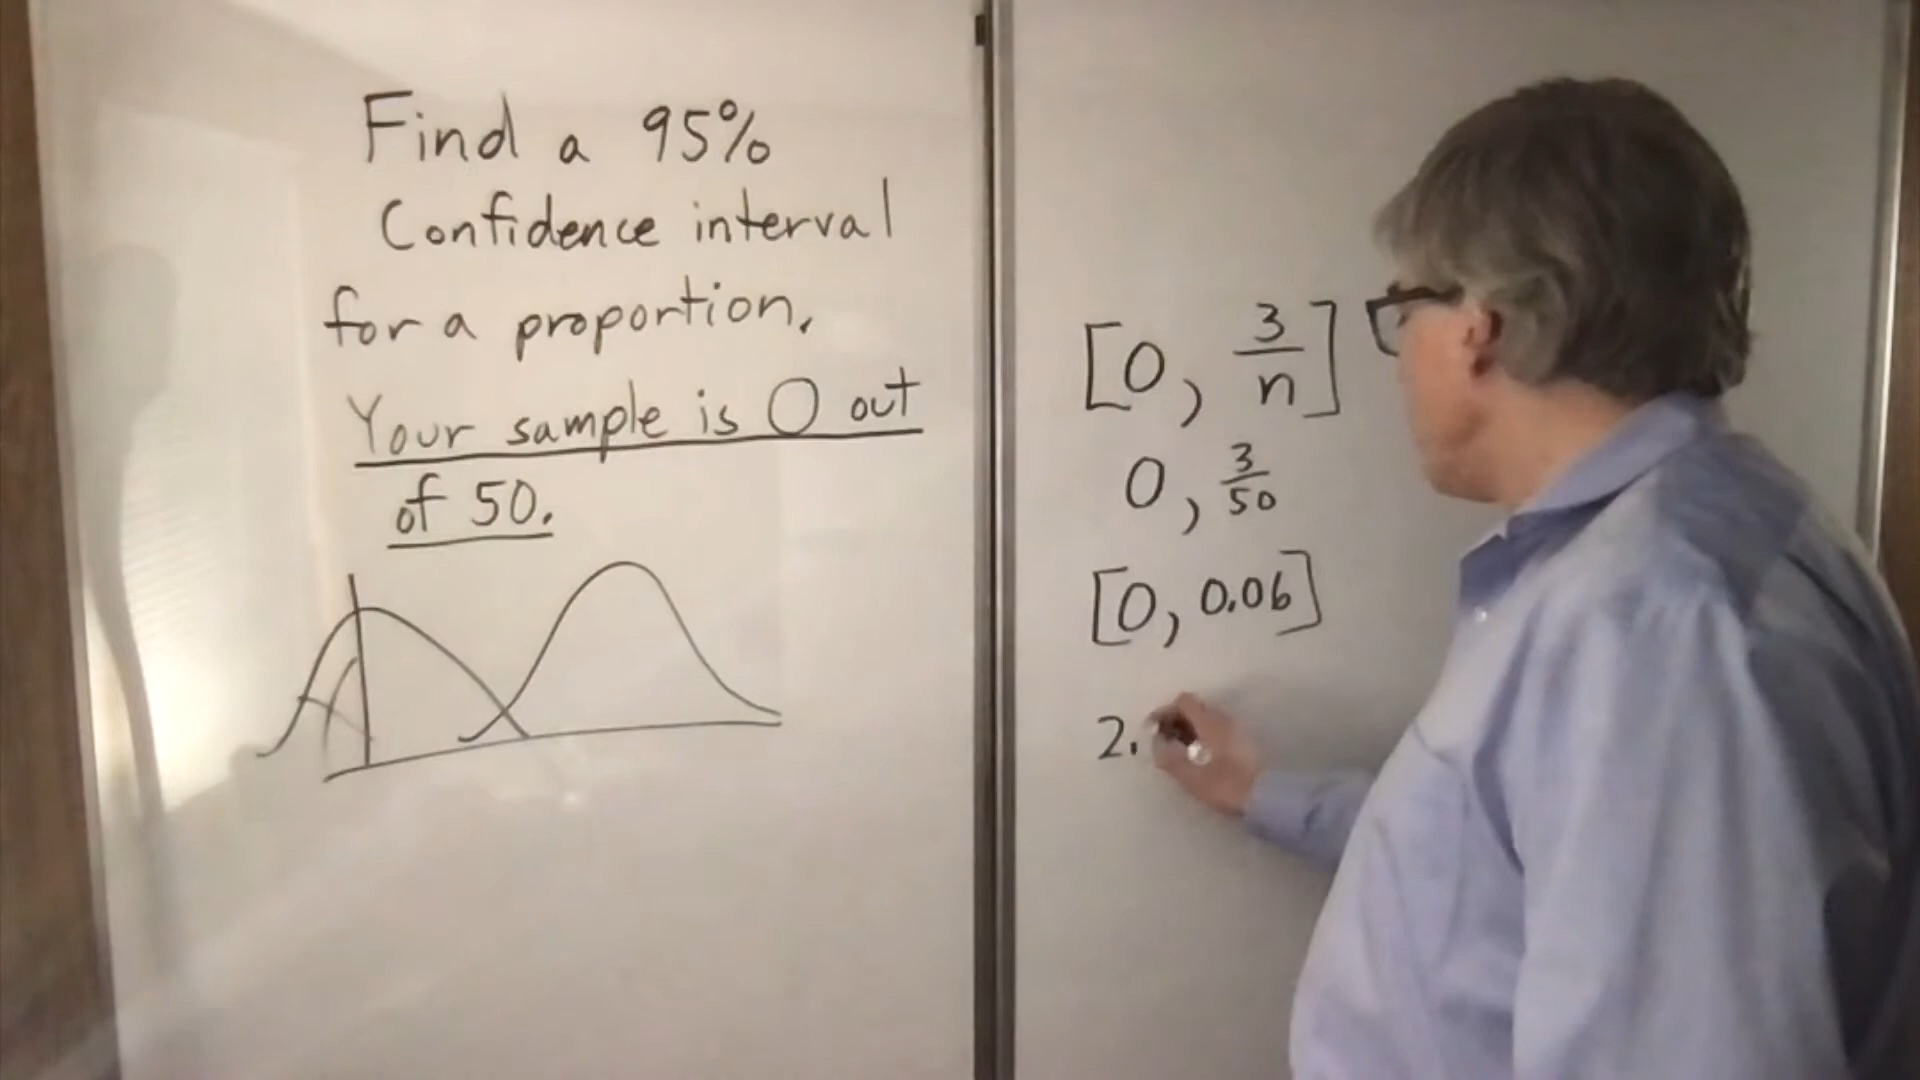 Find a 95%
Confidence interval
for a proportion.
Your sample is 0 out
of 50.
[0, 3/n]
0, 3/50
[0, 0.06]
2.